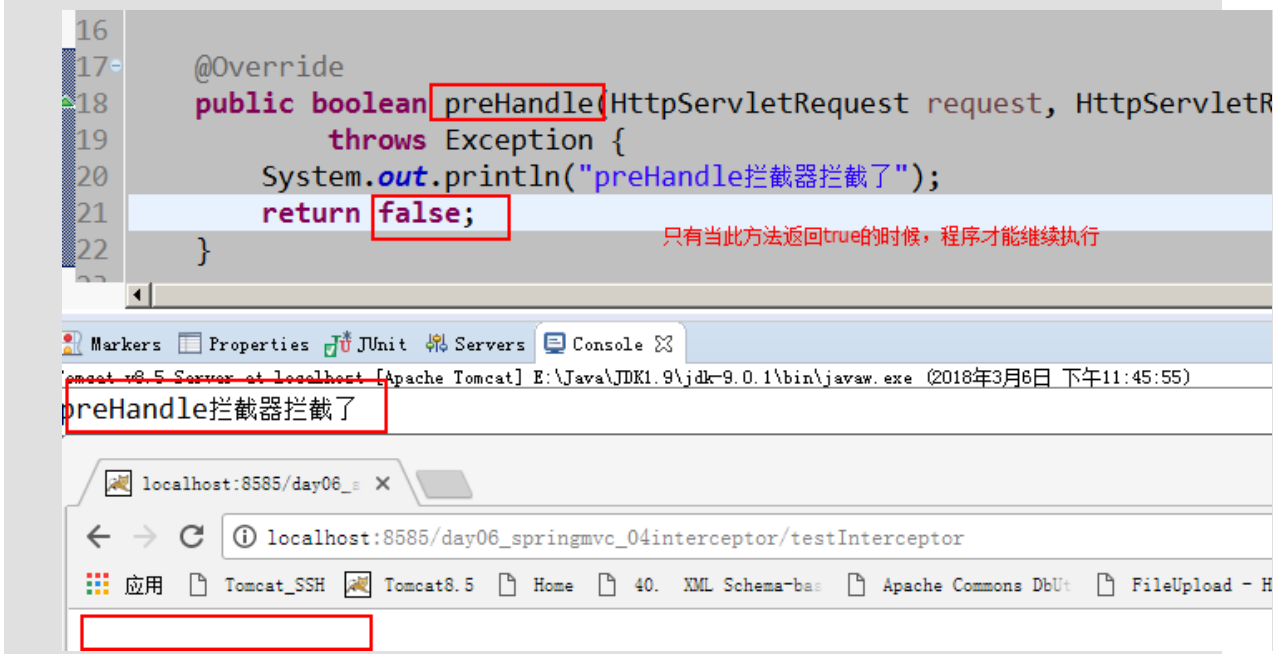 16
17 @Override
18 public boolean preHandle(HttpServletRequest request, HttpServletR
19 throws Exception {
20 System.out.println("preHandle拦截器拦截了");
21 return false;
只有当此方法返回true的时候，程序才能继续执行
22 }
Markers Properties JUnit Servers Console
Tomcat v8.5 Server at localhost [Apache Tomcat] E:\Java\JDK1.9\jdk-9.0.1\bin\javaw.exe (2018年3月6日 下午11:45:55)
preHandle拦截器拦截了
localhost:8585/day06_s
localhost:8585/day06_springmvc_04interceptor/testInterceptor
应用 Tomcat_SSH Tomcat8.5 Home 40. XML Schema-bas Apache Commons DbUt FileUpload - H